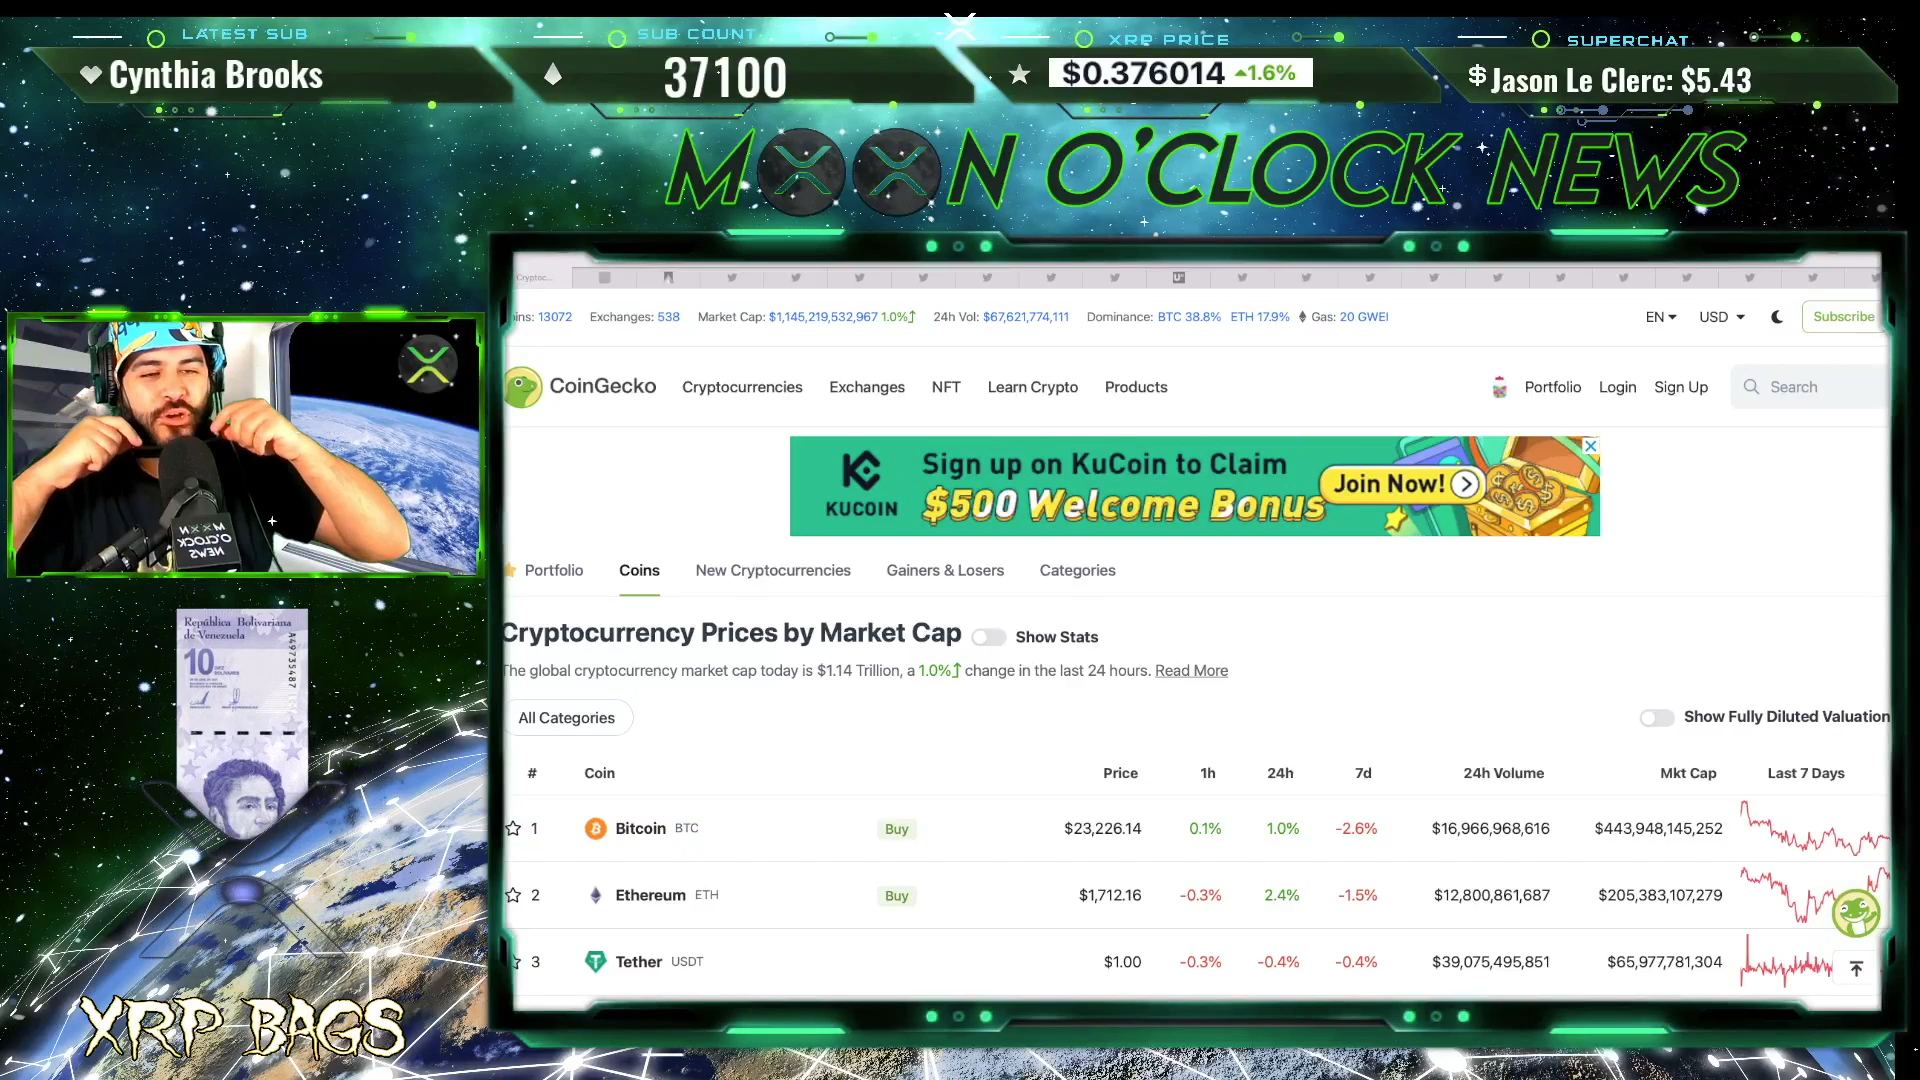 LATEST SUB
Cynthia Brooks
SUB COUNT
37100
XRP PRICE
$0.376014 1.6%
SUPERCHAT
$ Jason Le Clerc: $5.43
MOON O'CLOCK NEWS
Cryptoc...
ins: 13072 Exchanges: 538 Market Cap: $1,145,219,532,967 1.0% 24h Vol: $67,621,774,111 Dominance: BTC 38.8% ETH 17.9% Gas: 20 GWEI
EN USD Subscribe
CoinGecko Cryptocurrencies Exchanges NFT Learn Crypto Products Portfolio Login Sign Up Search
KUCOIN
Sign up on KuCoin to Claim
$500 Welcome Bonus
Join Now!
Portfolio Coins New Cryptocurrencies Gainers & Losers Categories
Cryptocurrency Prices by Market Cap Show Stats
The global cryptocurrency market cap today is $1.14 Trillion, a 1.0% change in the last 24 hours. Read More
All Categories
Show Fully Diluted Valuation
# Coin Price 1h 24h 7d 24h Volume Mkt Cap Last 7 Days
1 Bitcoin BTC Buy $23,226.14 0.1% 1.0% -2.6% $16,966,968,616 $443,948,145,252
2 Ethereum ETH Buy $1,712.16 -0.3% 2.4% -1.5% $12,800,861,687 $205,383,107,279
3 Tether USDT $1.00 -0.3% -0.4% -0.4% $39,075,495,851 $65,977,781,304
MOON
O'CLOCK
NEWS
República Bolivariana
de Venezuela
10
A49735487
XRP BAGS